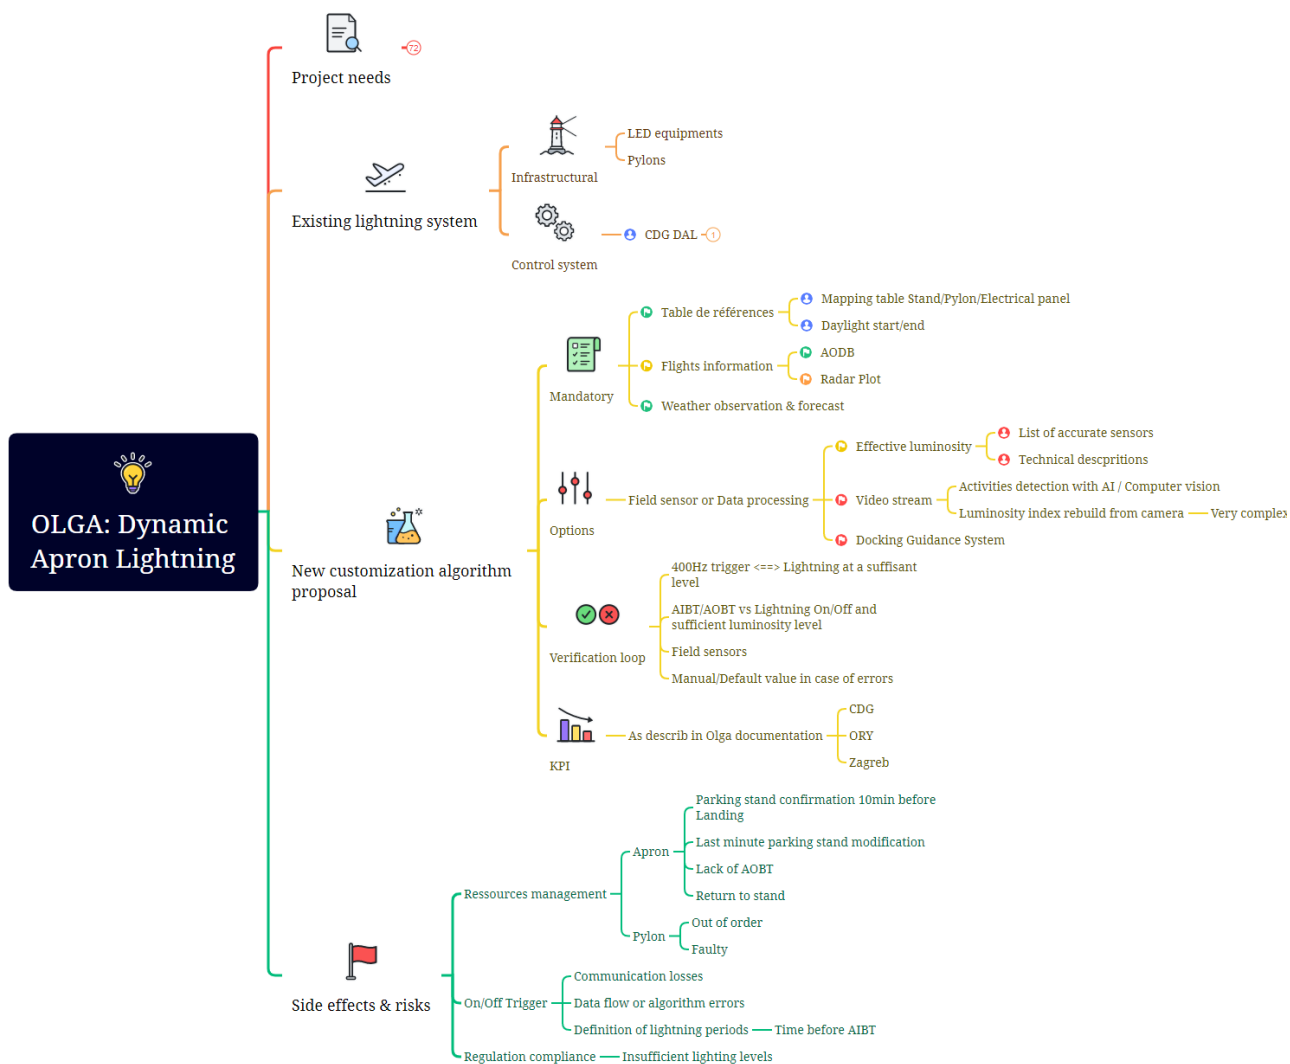 OLGA: Dynamic
Apron Lightning
Project needs
72
Existing lightning system
Infrastructural
LED equipments
Pylons
Control system
CDG DAL
1
New customization algorithm
proposal
Mandatory
Table de référénces
Mapping table Stand/Pylon/Electrical panel
Daylight start/end
Flights information
AODB
Radar Plot
Weather observation & forecast
Options
Field sensor or Data processing
Effective luminosity
List of accurate sensors
Technical descpritions
Video stream
Activities detection with AI / Computer vision
Luminosity index rebuild from camera
Very complex
Docking Guidance System
Verification loop
400Hz trigger <==> Lightning at a suffisant
level
AIBT/AOBT vs Lightning On/Off and
sufficient luminosity level
Field sensors
Manual/Default value in case of errors
KPI
As describ in Olga documentation
CDG
ORY
Zagreb
Side effects & risks
Ressources management
Apron
Parking stand confirmation 10min before
Landing
Last minute parking stand modification
Lack of AOBT
Return to stand
Pylon
Out of order
Faulty
On/Off Trigger
Communication losses
Data flow or algorithm errors
Definition of lightning periods
Time before AIBT
Regulation compliance
Insufficient lighting levels